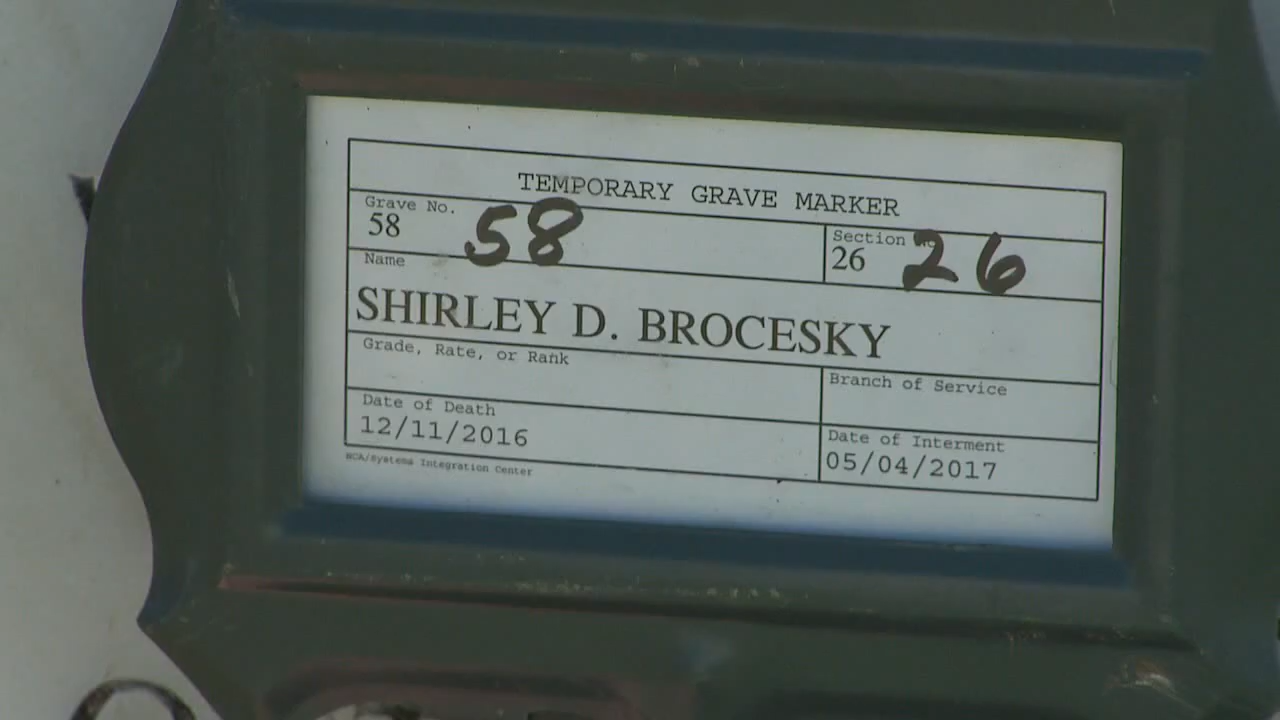 TEMPORARY GRAVE MARKER
Grave No.
58 58
Section No
26 26
Name
SHIRLEY D. BROCESKY
Grade, Rate, or Rank
Branch of Service
Date of Death
12/11/2016
Date of Interment
05/04/2017
NCA/Systems Integration Center